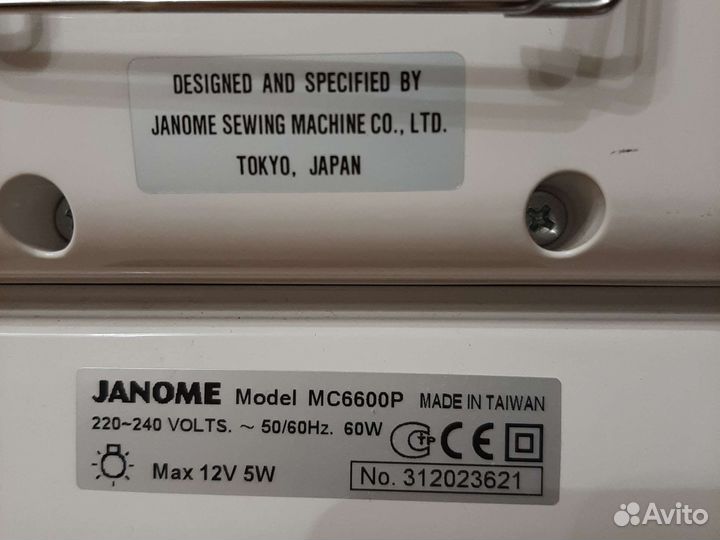 DESIGNED AND SPECIFIED BY
JANOME SEWING MACHINE CO., LTD.
TOKYO, JAPAN
JANOME Model MC6600P MADE IN TAIWAN
220~240 VOLTS. ~ 50/60Hz. 60W
Max 12V 5W No. 312023621
Avito